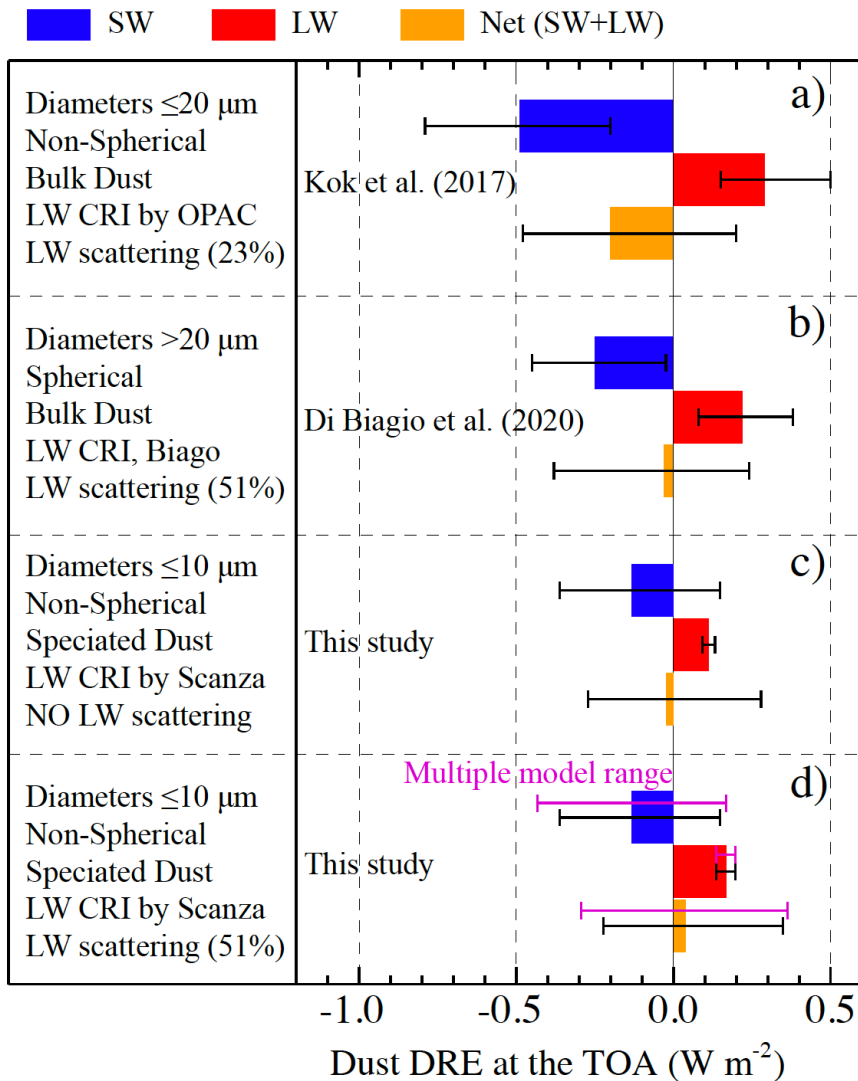 SW LW Net (SW+LW)
a)
Diameters ≤20 μm
Non-Spherical
Bulk Dust
LW CRI by OPAC
LW scattering (23%)
Kok et al. (2017)
b)
Diameters >20 μm
Spherical
Bulk Dust
LW CRI, Biago
LW scattering (51%)
Di Biagio et al. (2020)
c)
Diameters ≤10 μm
Non-Spherical
Speciated Dust
LW CRI by Scanza
NO LW scattering
This study
Multiple model range
d)
Diameters ≤10 μm
Non-Spherical
Speciated Dust
LW CRI by Scanza
LW scattering (51%)
This study
-1.0 -0.5 0.0 0.5
Dust DRE at the TOA (W m⁻²)